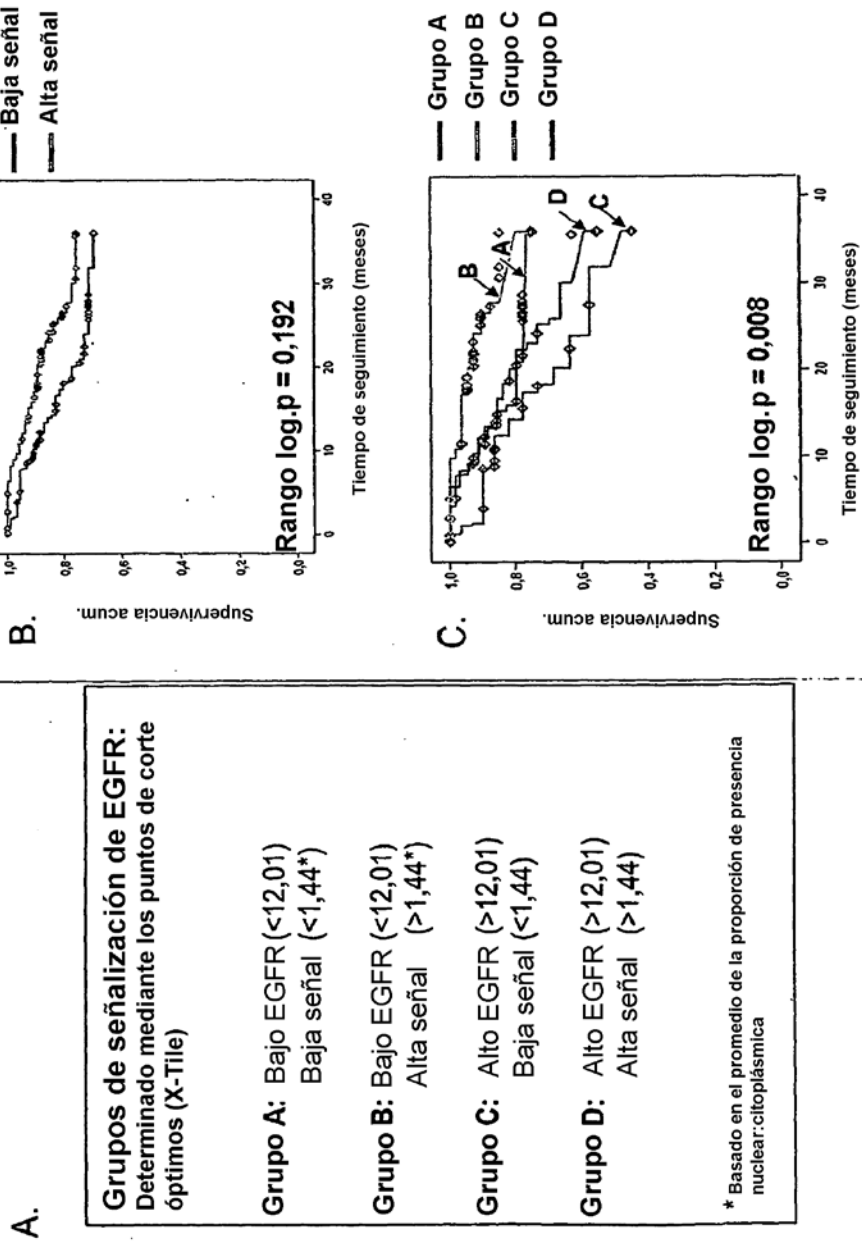 A.
Grupos de señalización de EGFR:
Determinado mediante los puntos de corte
óptimos (X-Tile)
Grupo A: Bajo EGFR (<12,01)
Baja señal (<1,44*)
Grupo B: Bajo EGFR (<12,01)
Alta señal (>1,44*)
Grupo C: Alto EGFR (>12,01)
Baja señal (<1,44)
Grupo D: Alto EGFR (>12,01)
Alta señal (>1,44)
* Basado en el promedio de la proporción de presencia
nuclear:citoplásmica
B.
Supervivencia acum.
1,0
0,8
0,6
0,4
0,2
0,0
Rango log.p = 0,192
0
10
20
30
40
Tiempo de seguimiento (meses)
Baja señal
Alta señal
C.
Supervivencia acum.
1,0
0,8
0,6
0,4
0,2
0,0
B
A
D
C
Rango log.p = 0,008
0
10
20
30
40
Tiempo de seguimiento (meses)
Grupo A
Grupo B
Grupo C
Grupo D